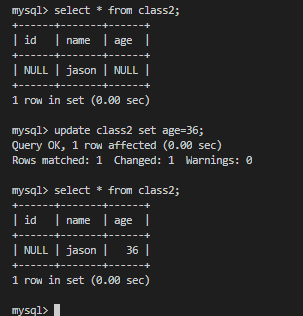 mysql> select * from class2;
+------+-------+------+
| id   | name  | age  |
+------+-------+------+
| NULL | jason | NULL |
+------+-------+------+
1 row in set (0.00 sec)

mysql> update class2 set age=36;
Query OK, 1 row affected (0.00 sec)
Rows matched: 1  Changed: 1  Warnings: 0

mysql> select * from class2;
+------+-------+------+
| id   | name  | age  |
+------+-------+------+
| NULL | jason |   36 |
+------+-------+------+
1 row in set (0.00 sec)

mysql>